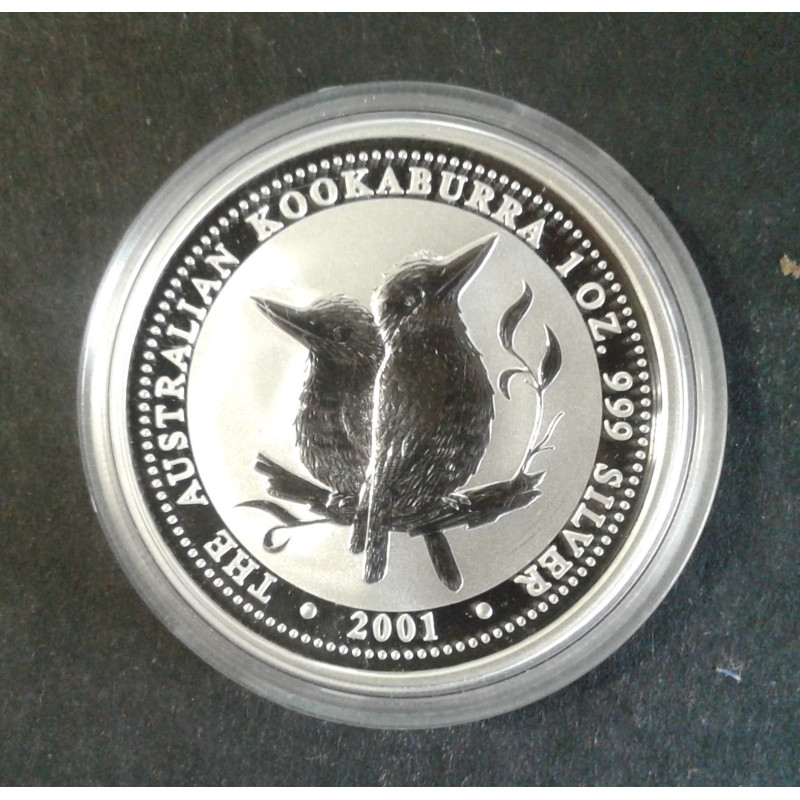 THE AUSTRALIAN KOOKABURRA 1 OZ. 999 SILVER
• 2001 •